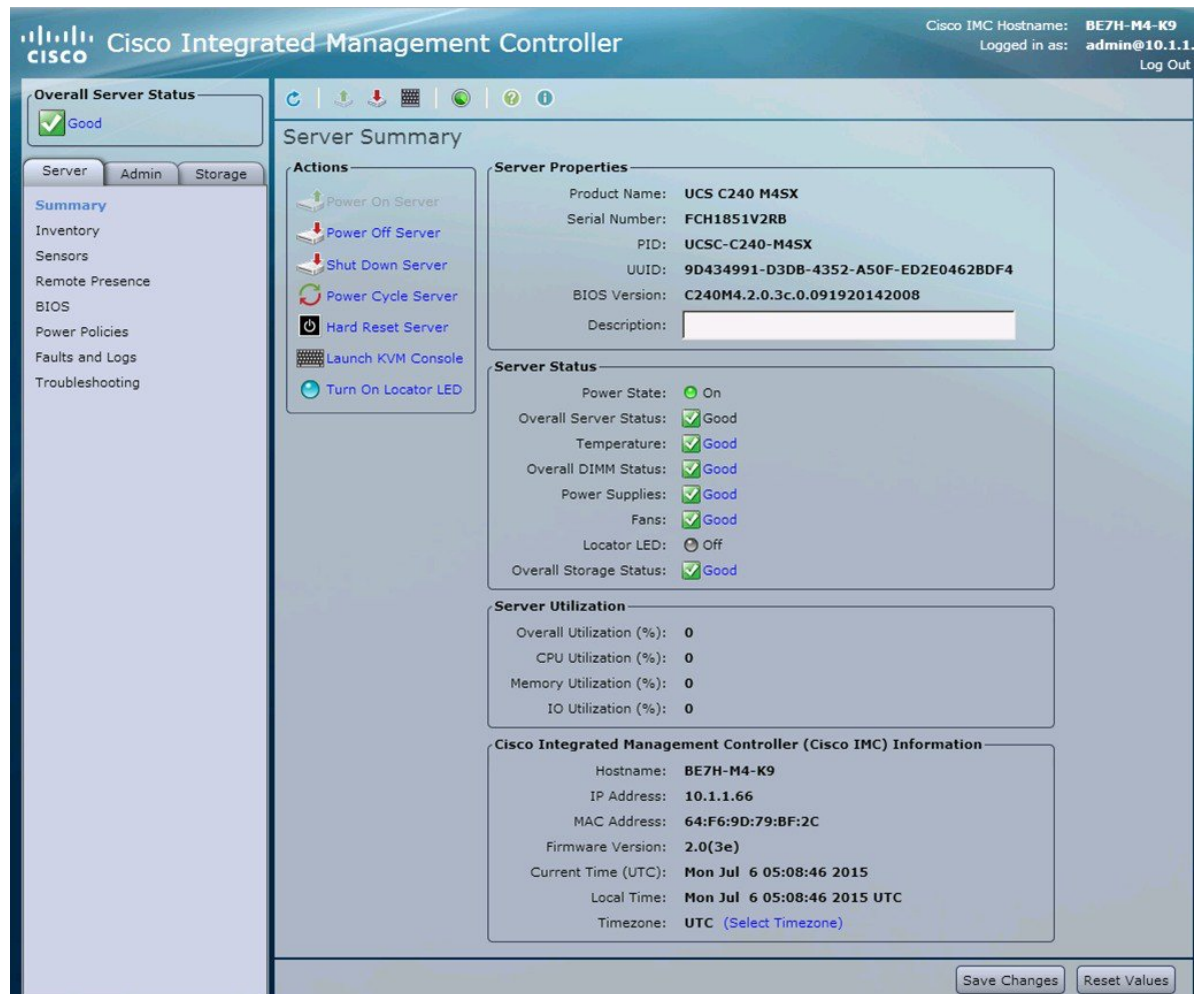 cisco Cisco Integrated Management Controller
Cisco IMC Hostname: BE7H-M4-K9
Logged in as: admin@10.1.1.
Log Out
Overall Server Status
Good
Server Admin Storage
Summary
Inventory
Sensors
Remote Presence
BIOS
Power Policies
Faults and Logs
Troubleshooting
Server Summary
Actions
Power On Server
Power Off Server
Shut Down Server
Power Cycle Server
Hard Reset Server
Launch KVM Console
Turn On Locator LED
Server Properties
Product Name: UCS C240 M4SX
Serial Number: FCH1851V2RB
PID: UCSC-C240-M4SX
UUID: 9D434991-D3DB-4352-A50F-ED2E0462BDF4
BIOS Version: C240M4.2.0.3c.0.091920142008
Description:
Server Status
Power State: On
Overall Server Status: Good
Temperature: Good
Overall DIMM Status: Good
Power Supplies: Good
Fans: Good
Locator LED: Off
Overall Storage Status: Good
Server Utilization
Overall Utilization (%): 0
CPU Utilization (%): 0
Memory Utilization (%): 0
IO Utilization (%): 0
Cisco Integrated Management Controller (Cisco IMC) Information
Hostname: BE7H-M4-K9
IP Address: 10.1.1.66
MAC Address: 64:F6:9D:79:BF:2C
Firmware Version: 2.0(3e)
Current Time (UTC): Mon Jul 6 05:08:46 2015
Local Time: Mon Jul 6 05:08:46 2015 UTC
Timezone: UTC (Select Timezone)
Save Changes Reset Values